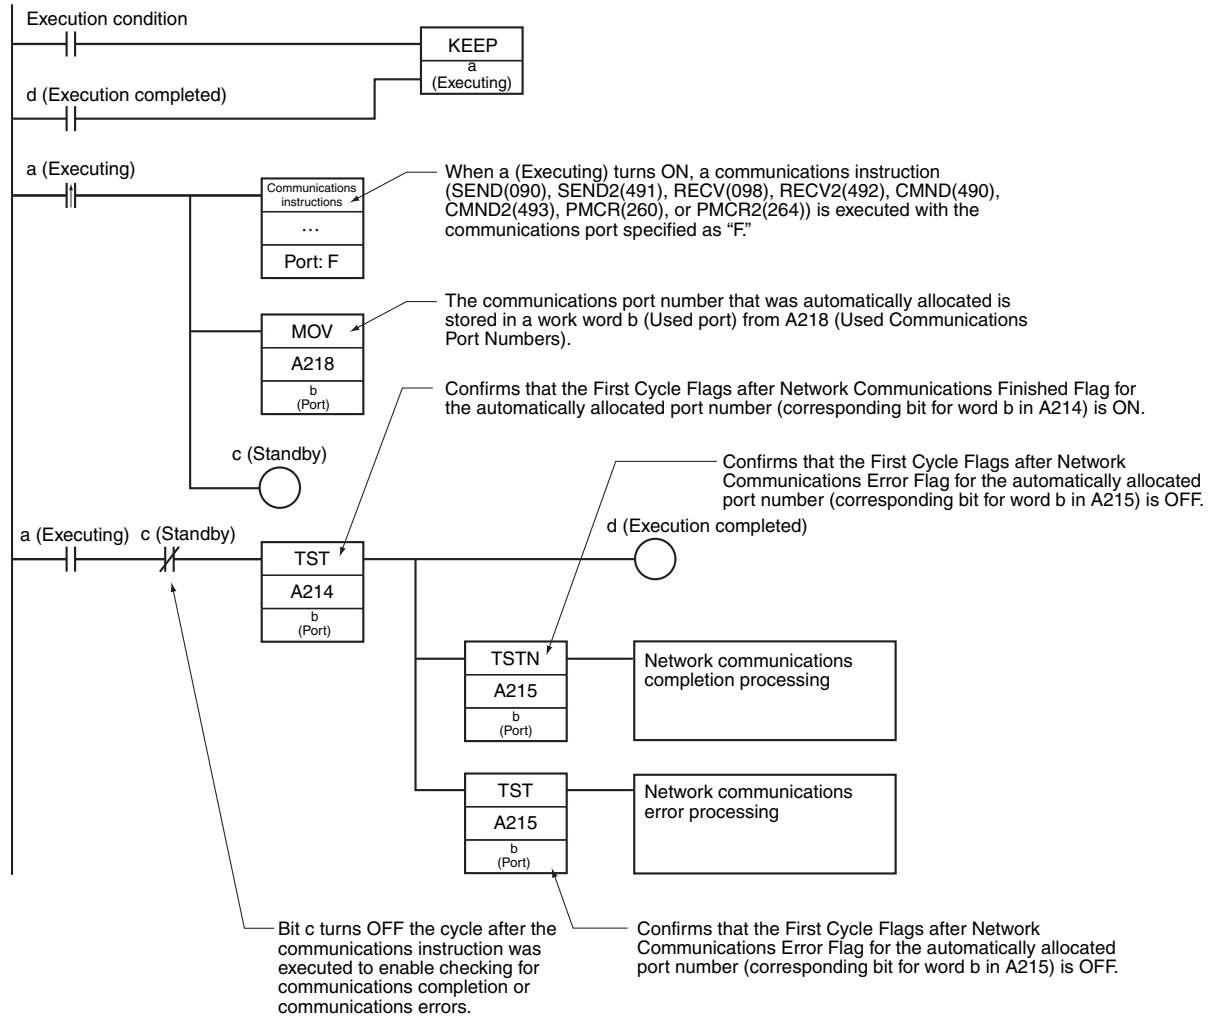 Execution condition
KEEP
a
(Executing)
d (Execution completed)
a (Executing)
Communications
instructions
...
Port: F
When a (Executing) turns ON, a communications instruction
(SEND(090), SEND2(491), RECV(098), RECV2(492), CMND(490),
CMND2(493), PMCR(260), or PMCR2(264)) is executed with the
communications port specified as “F.”
MOV
A218
b
(Port)
The communications port number that was automatically allocated is
stored in a work word b (Used port) from A218 (Used Communications
Port Numbers).
Confirms that the First Cycle Flags after Network Communications Finished Flag for
the automatically allocated port number (corresponding bit for word b in A214) is ON.
c (Standby)
Confirms that the First Cycle Flags after Network
Communications Error Flag for the automatically allocated
port number (corresponding bit for word b in A215) is OFF.
a (Executing)
c (Standby)
TST
A214
b
(Port)
d (Execution completed)
TSTN
A215
b
(Port)
Network communications
completion processing
TST
A215
b
(Port)
Network communications
error processing
Bit c turns OFF the cycle after the
communications instruction was
executed to enable checking for
communications completion or
communications errors.
Confirms that the First Cycle Flags after Network
Communications Error Flag for the automatically allocated
port number (corresponding bit for word b in A215) is OFF.